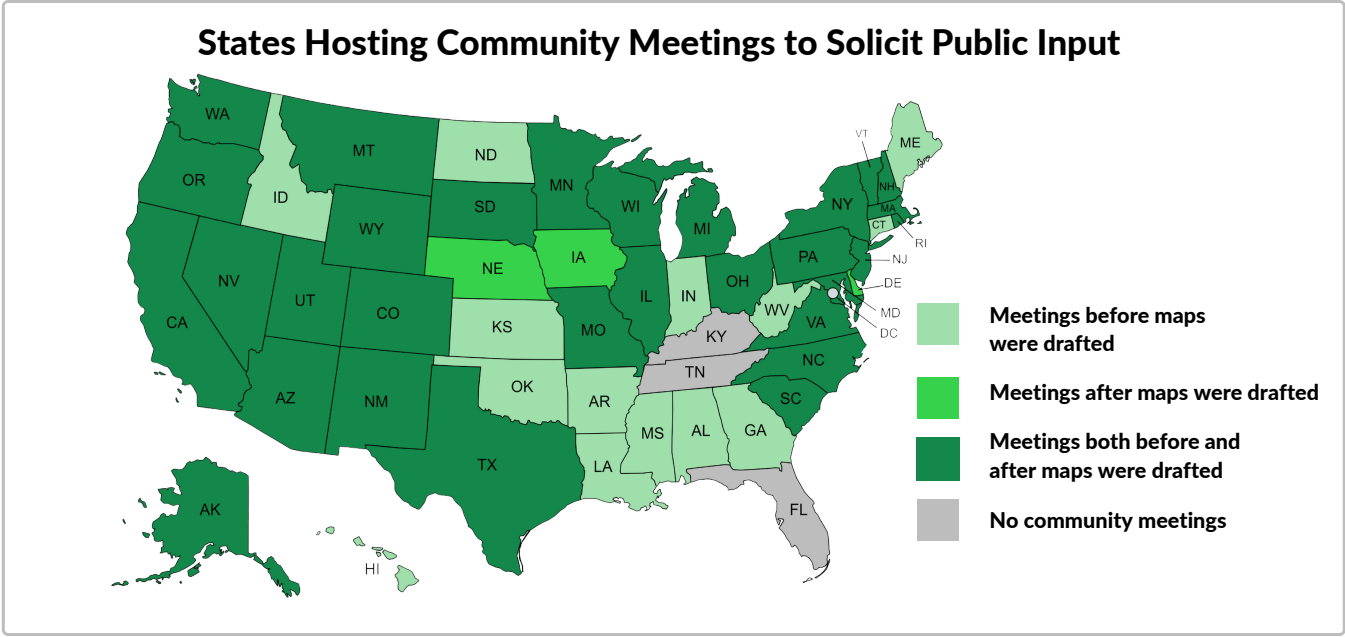 States Hosting Community Meetings to Solicit Public Input
WA
MT
ND
MN
VT
ME
OR
ID
SD
WI
MI
NY
NH
MA
CT
RI
WY
NE
IA
PA
NJ
NV
UT
CO
KS
MO
IL
IN
OH
WV
VA
DE
MD
DC
CA
KY
TN
NC
AZ
NM
OK
AR
SC
TX
LA
MS
AL
GA
AK
HI
FL
Meetings before maps
were drafted
Meetings after maps were drafted
Meetings both before and
after maps were drafted
No community meetings